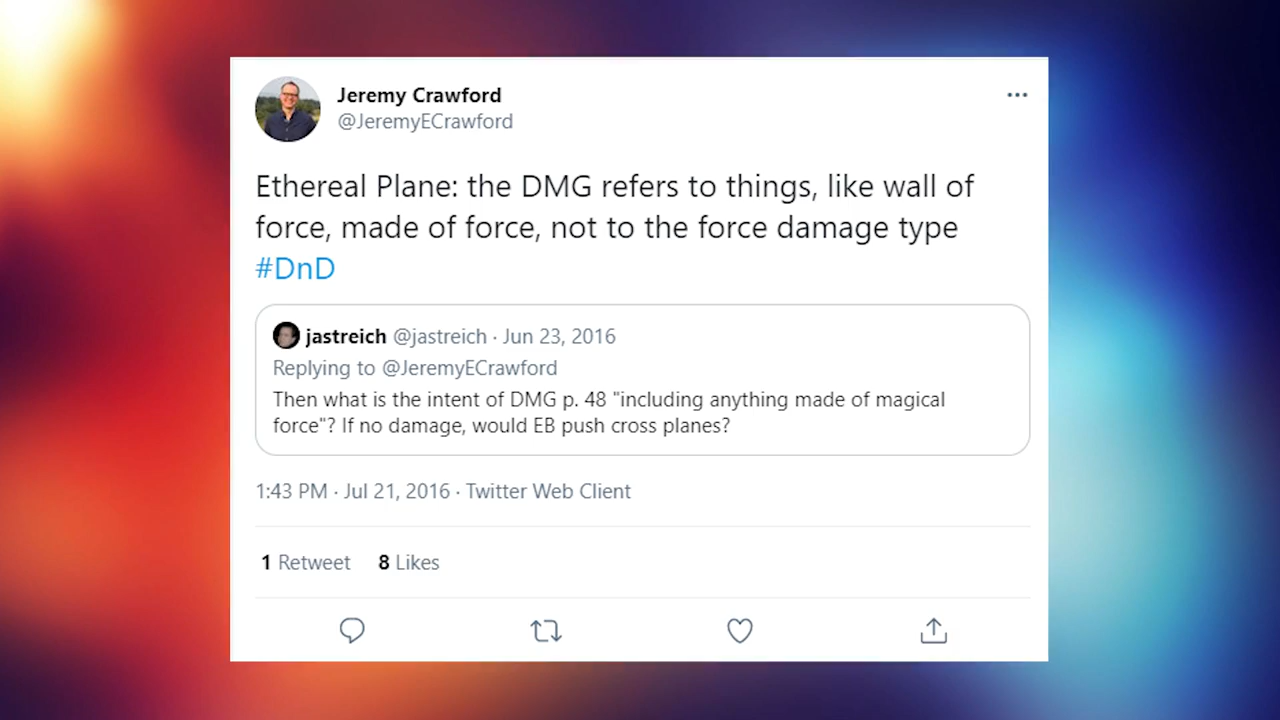 Jeremy Crawford
@JeremyECrawford
Ethereal Plane: the DMG refers to things, like wall of
force, made of force, not to the force damage type
#DnD
jastreich @jastreich · Jun 23, 2016
Replying to @JeremyECrawford
Then what is the intent of DMG p. 48 "including anything made of magical
force"? If no damage, would EB push cross planes?
1:43 PM · Jul 21, 2016 · Twitter Web Client
1 Retweet 8 Likes